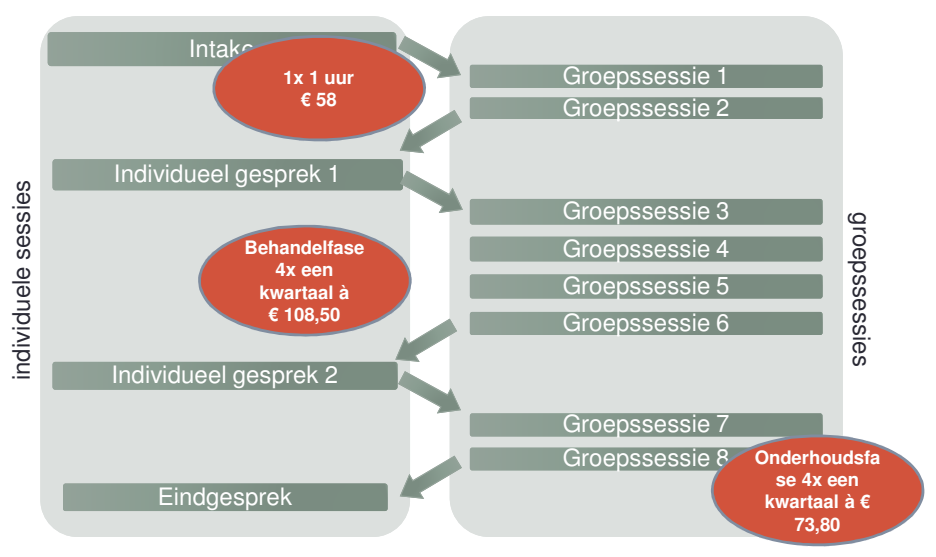 individuele sessies
Intake
1x 1 uur
€ 58
Groepssessie 1
Groepssessie 2
Individueel gesprek 1
Groepssessie 3
Behandelfase
4x een
kwartaal à
€ 108,50
Groepssessie 4
Groepssessie 5
Groepssessie 6
Individueel gesprek 2
Groepssessie 7
Groepssessie 8
Onderhoudsfa
se 4x een
kwartaal à €
73,80
Eindgesprek
groepssesssies